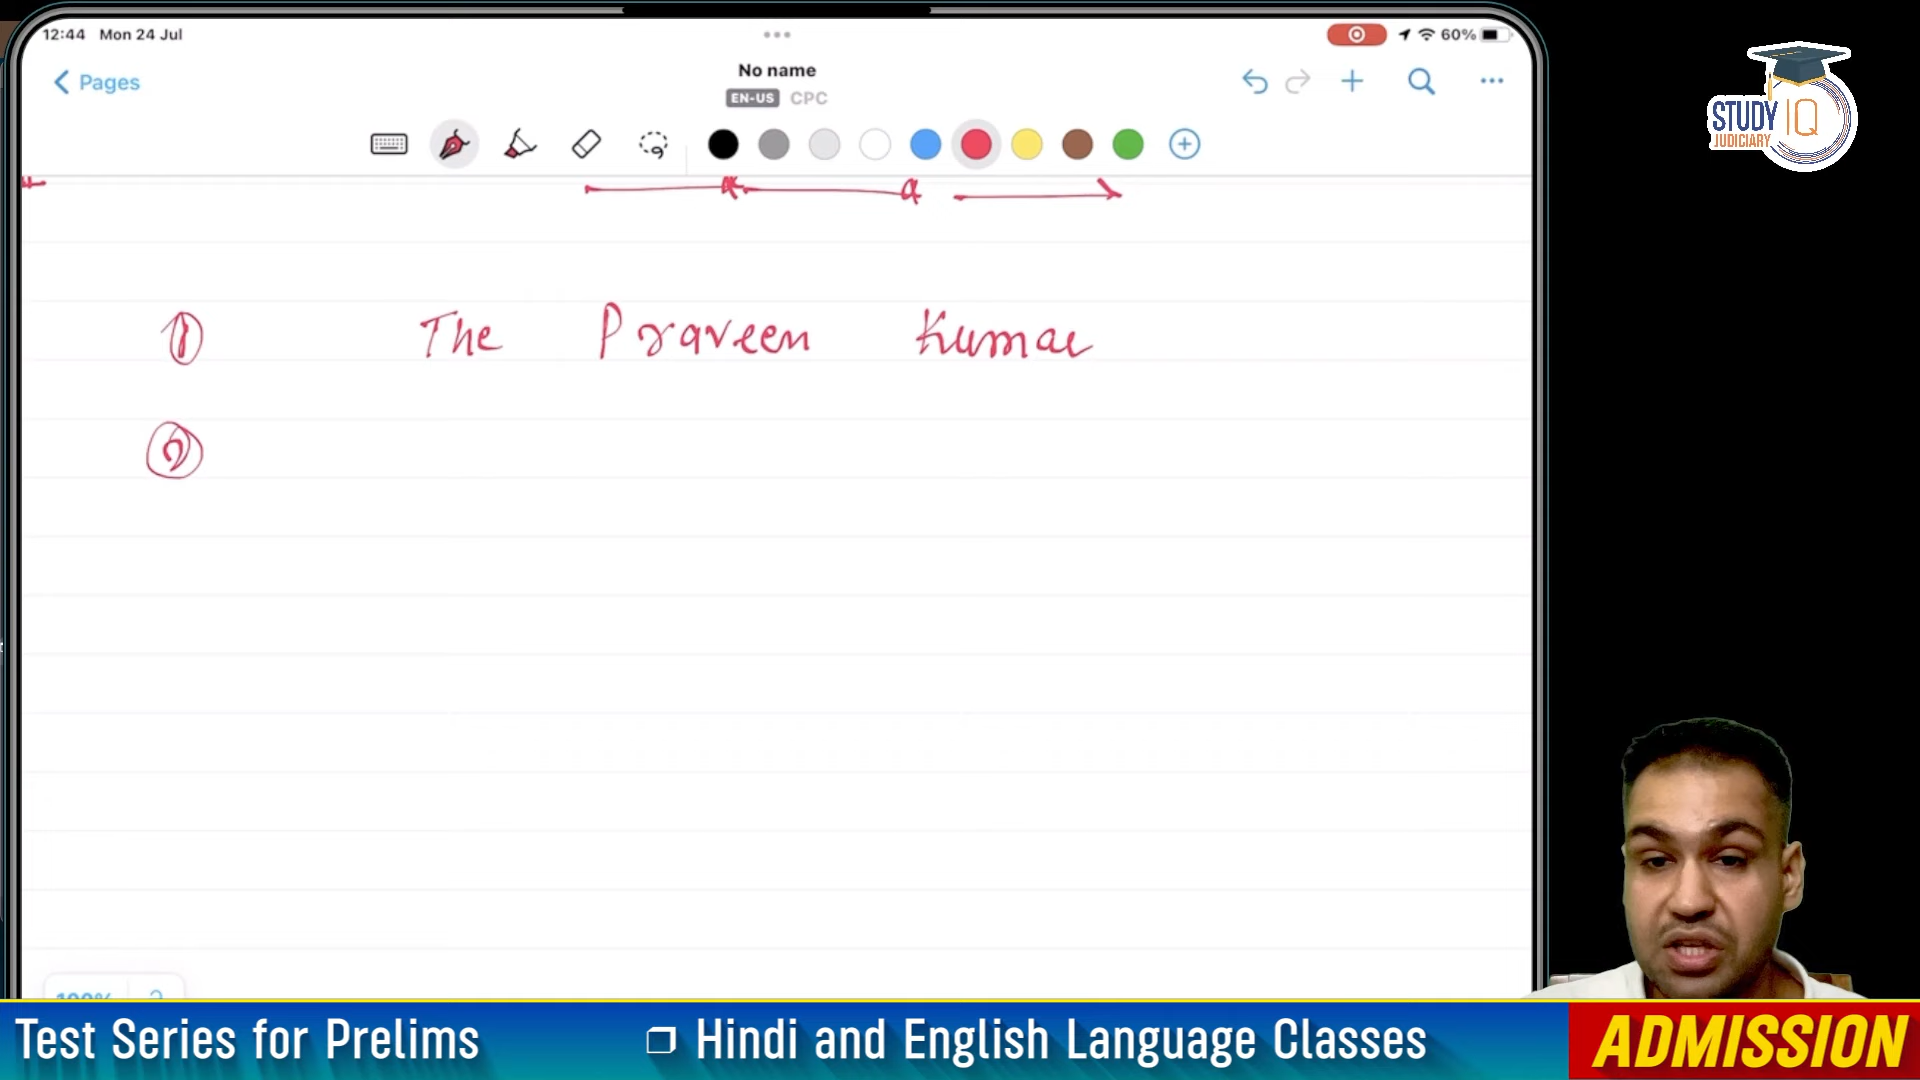 12:44 Mon 24 Jul
60%
Pages
No name
EN-US CPC
STUDY IQ
JUDICIARY
① The Praveen Kumar
②
100%
Test Series for Prelims
❐ Hindi and English Language Classes
ADMISSION